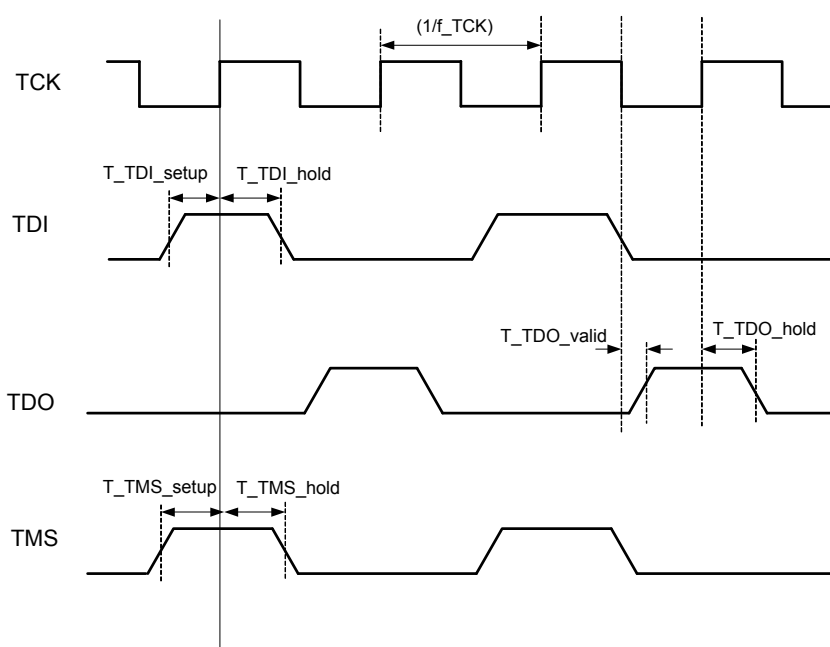 (1/f_TCK)
TCK
T_TDI_setup
T_TDI_hold
TDI
T_TDO_valid
T_TDO_hold
TDO
T_TMS_setup
T_TMS_hold
TMS